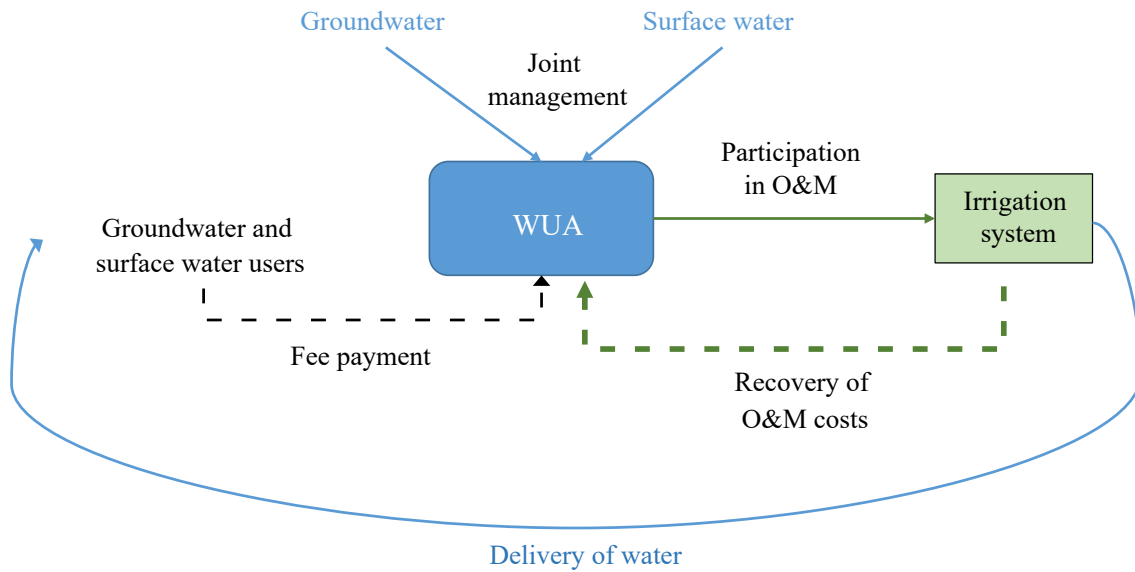 Groundwater
Surface water
Joint
management
Participation
in O&M
WUA
Irrigation
system
Groundwater and
surface water users
Fee payment
Recovery of
O&M costs
Delivery of water